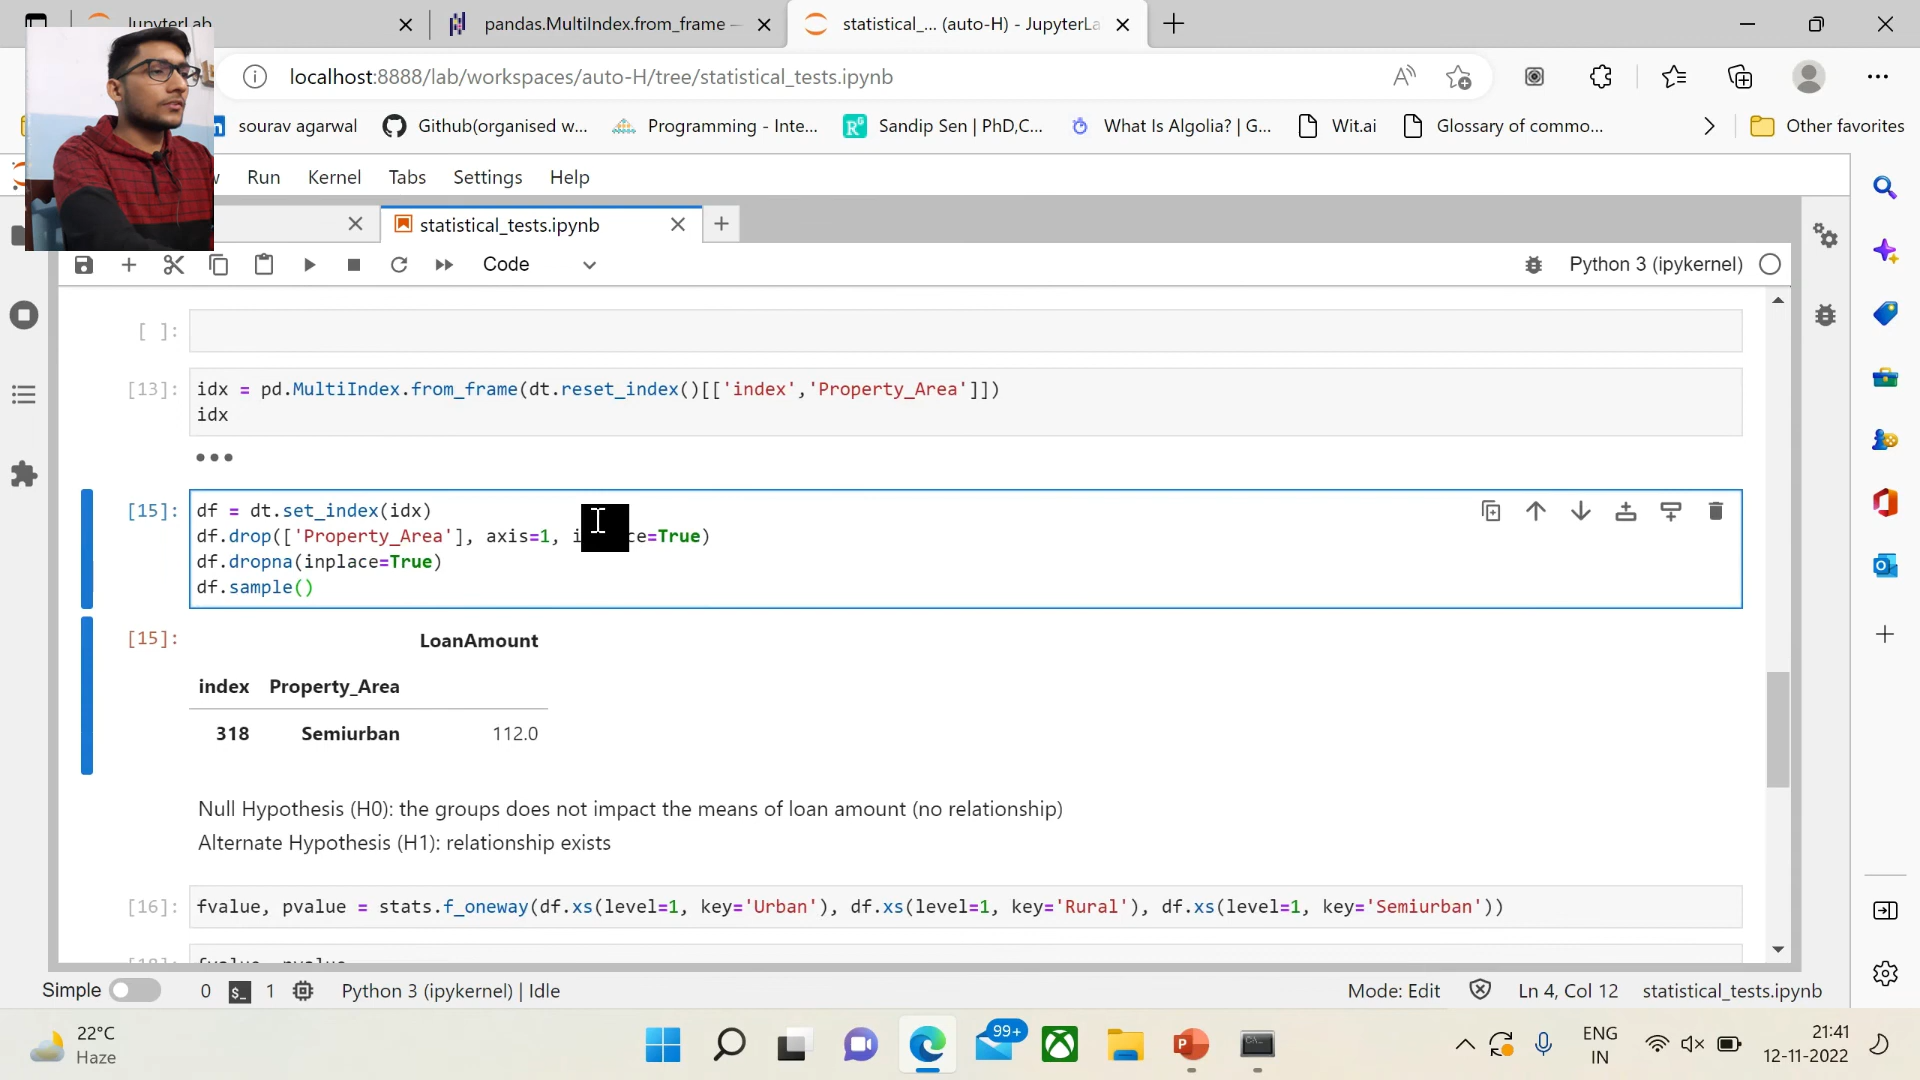 JupyterLab
pandas.MultiIndex.from_frame —
statistical_... (auto-H) - JupyterLa
localhost:8888/lab/workspaces/auto-H/tree/statistical_tests.ipynb
sourav agarwal
Github(organised w...
Programming - Inte...
Sandip Sen | PhD,C...
What Is Algolia? | G...
Wit.ai
Glossary of commo...
Other favorites
Run Kernel Tabs Settings Help
statistical_tests.ipynb
Code
Python 3 (ipykernel)
[ ]:
[13]: idx = pd.MultiIndex.from_frame(dt.reset_index()[['index','Property_Area']])
idx
[15]: df = dt.set_index(idx)
df.drop(['Property_Area'], axis=1, i ce=True)
df.dropna(inplace=True)
df.sample()
[15]: LoanAmount
index Property_Area
318 Semiurban 112.0
Null Hypothesis (H0): the groups does not impact the means of loan amount (no relationship)
Alternate Hypothesis (H1): relationship exists
[16]: fvalue, pvalue = stats.f_oneway(df.xs(level=1, key='Urban'), df.xs(level=1, key='Rural'), df.xs(level=1, key='Semiurban'))
Simple 0 $_ 1 Python 3 (ipykernel) | Idle Mode: Edit Ln 4, Col 12 statistical_tests.ipynb
22°C
Haze
99+
ENG
IN
21:41
12-11-2022